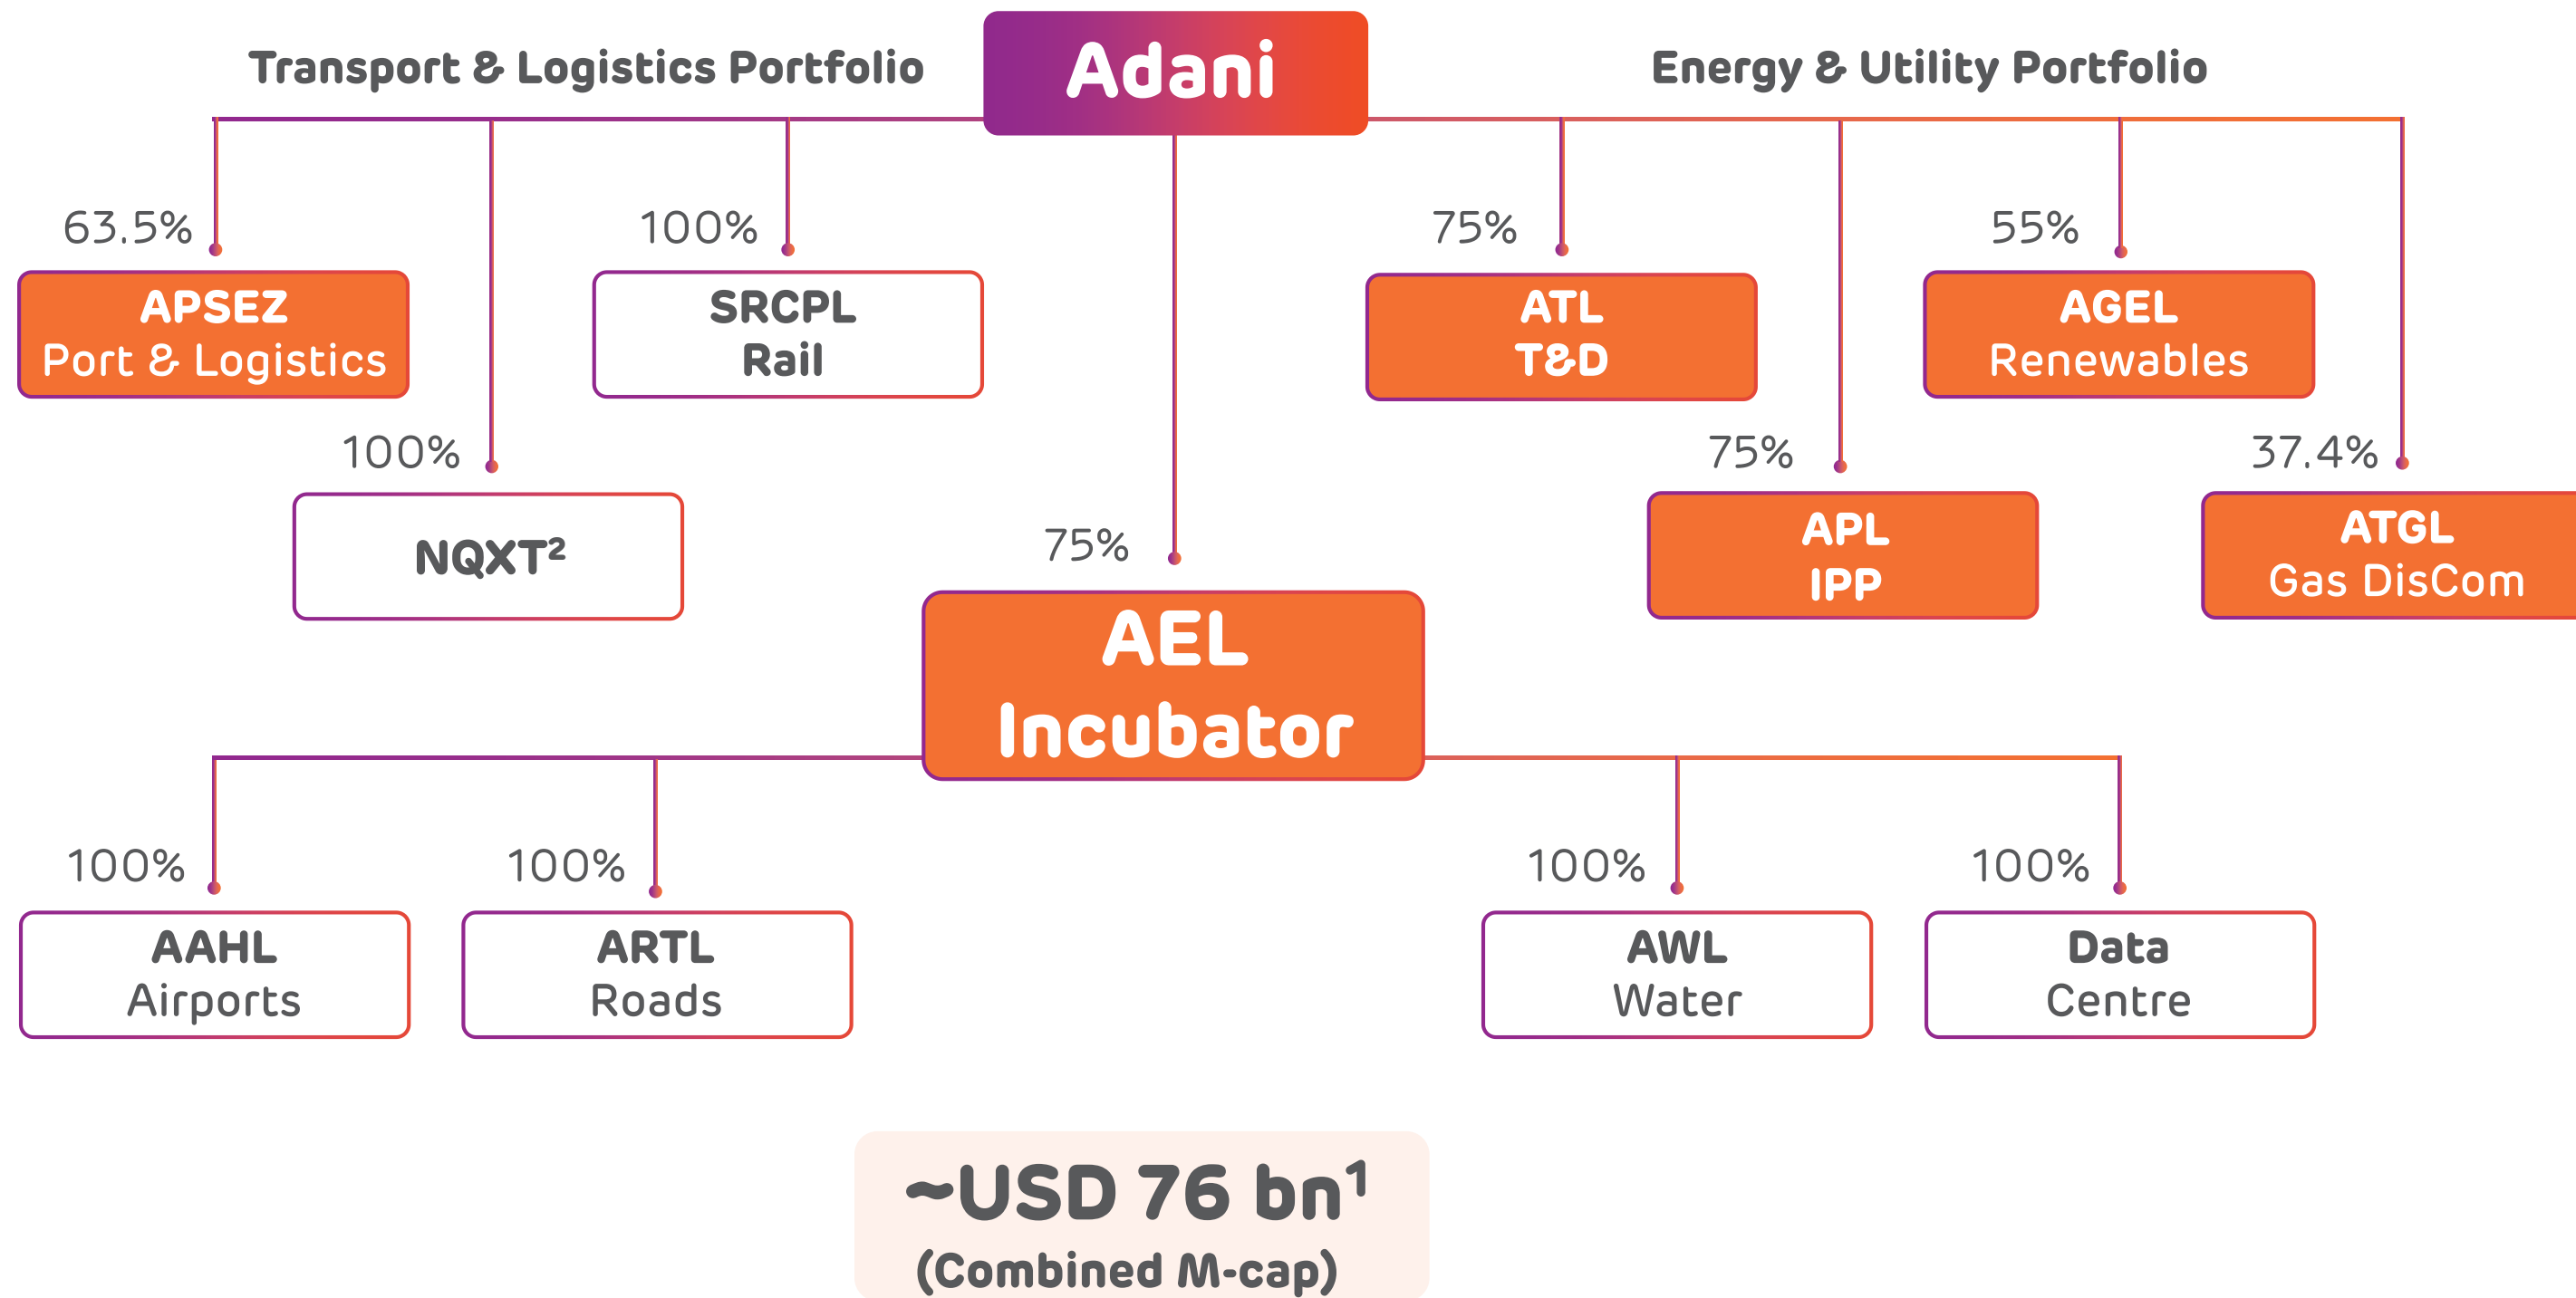 Adani
Transport & Logistics Portfolio
Energy & Utility Portfolio
63.5%
APSEZ
Port & Logistics
100%
NQXT²
100%
SRCPL
Rail
75%
ATL
T&D
75%
APL
IPP
55%
AGEL
Renewables
37.4%
ATGL
Gas DisCom
75%
AEL
Incubator
100%
AAHL
Airports
100%
ARTL
Roads
100%
AWL
Water
100%
Data
Centre
~USD 76 bn¹
(Combined M-cap)